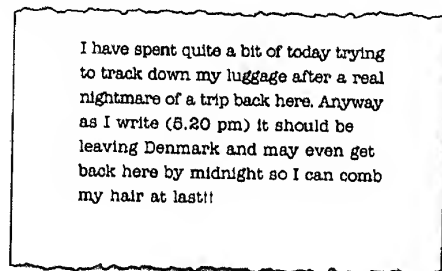 I have spent quite a bit of today trying
to track down my luggage after a real
nightmare of a trip back here. Anyway
as I write (5.20 pm) it should be
leaving Denmark and may even get
back here by midnight so I can comb
my hair at last!!